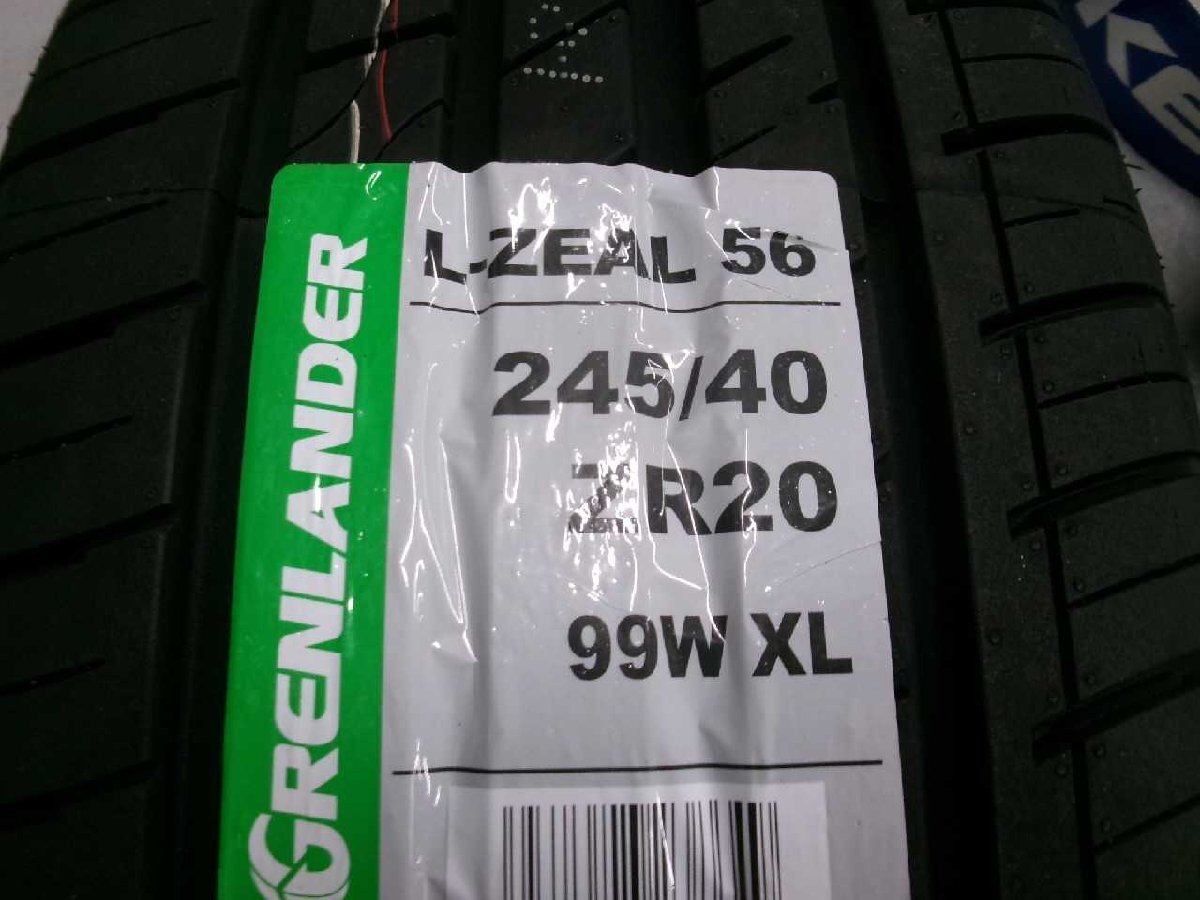 GRENLANDER
L-ZEAL 56
245/40
ZR20
99W XL